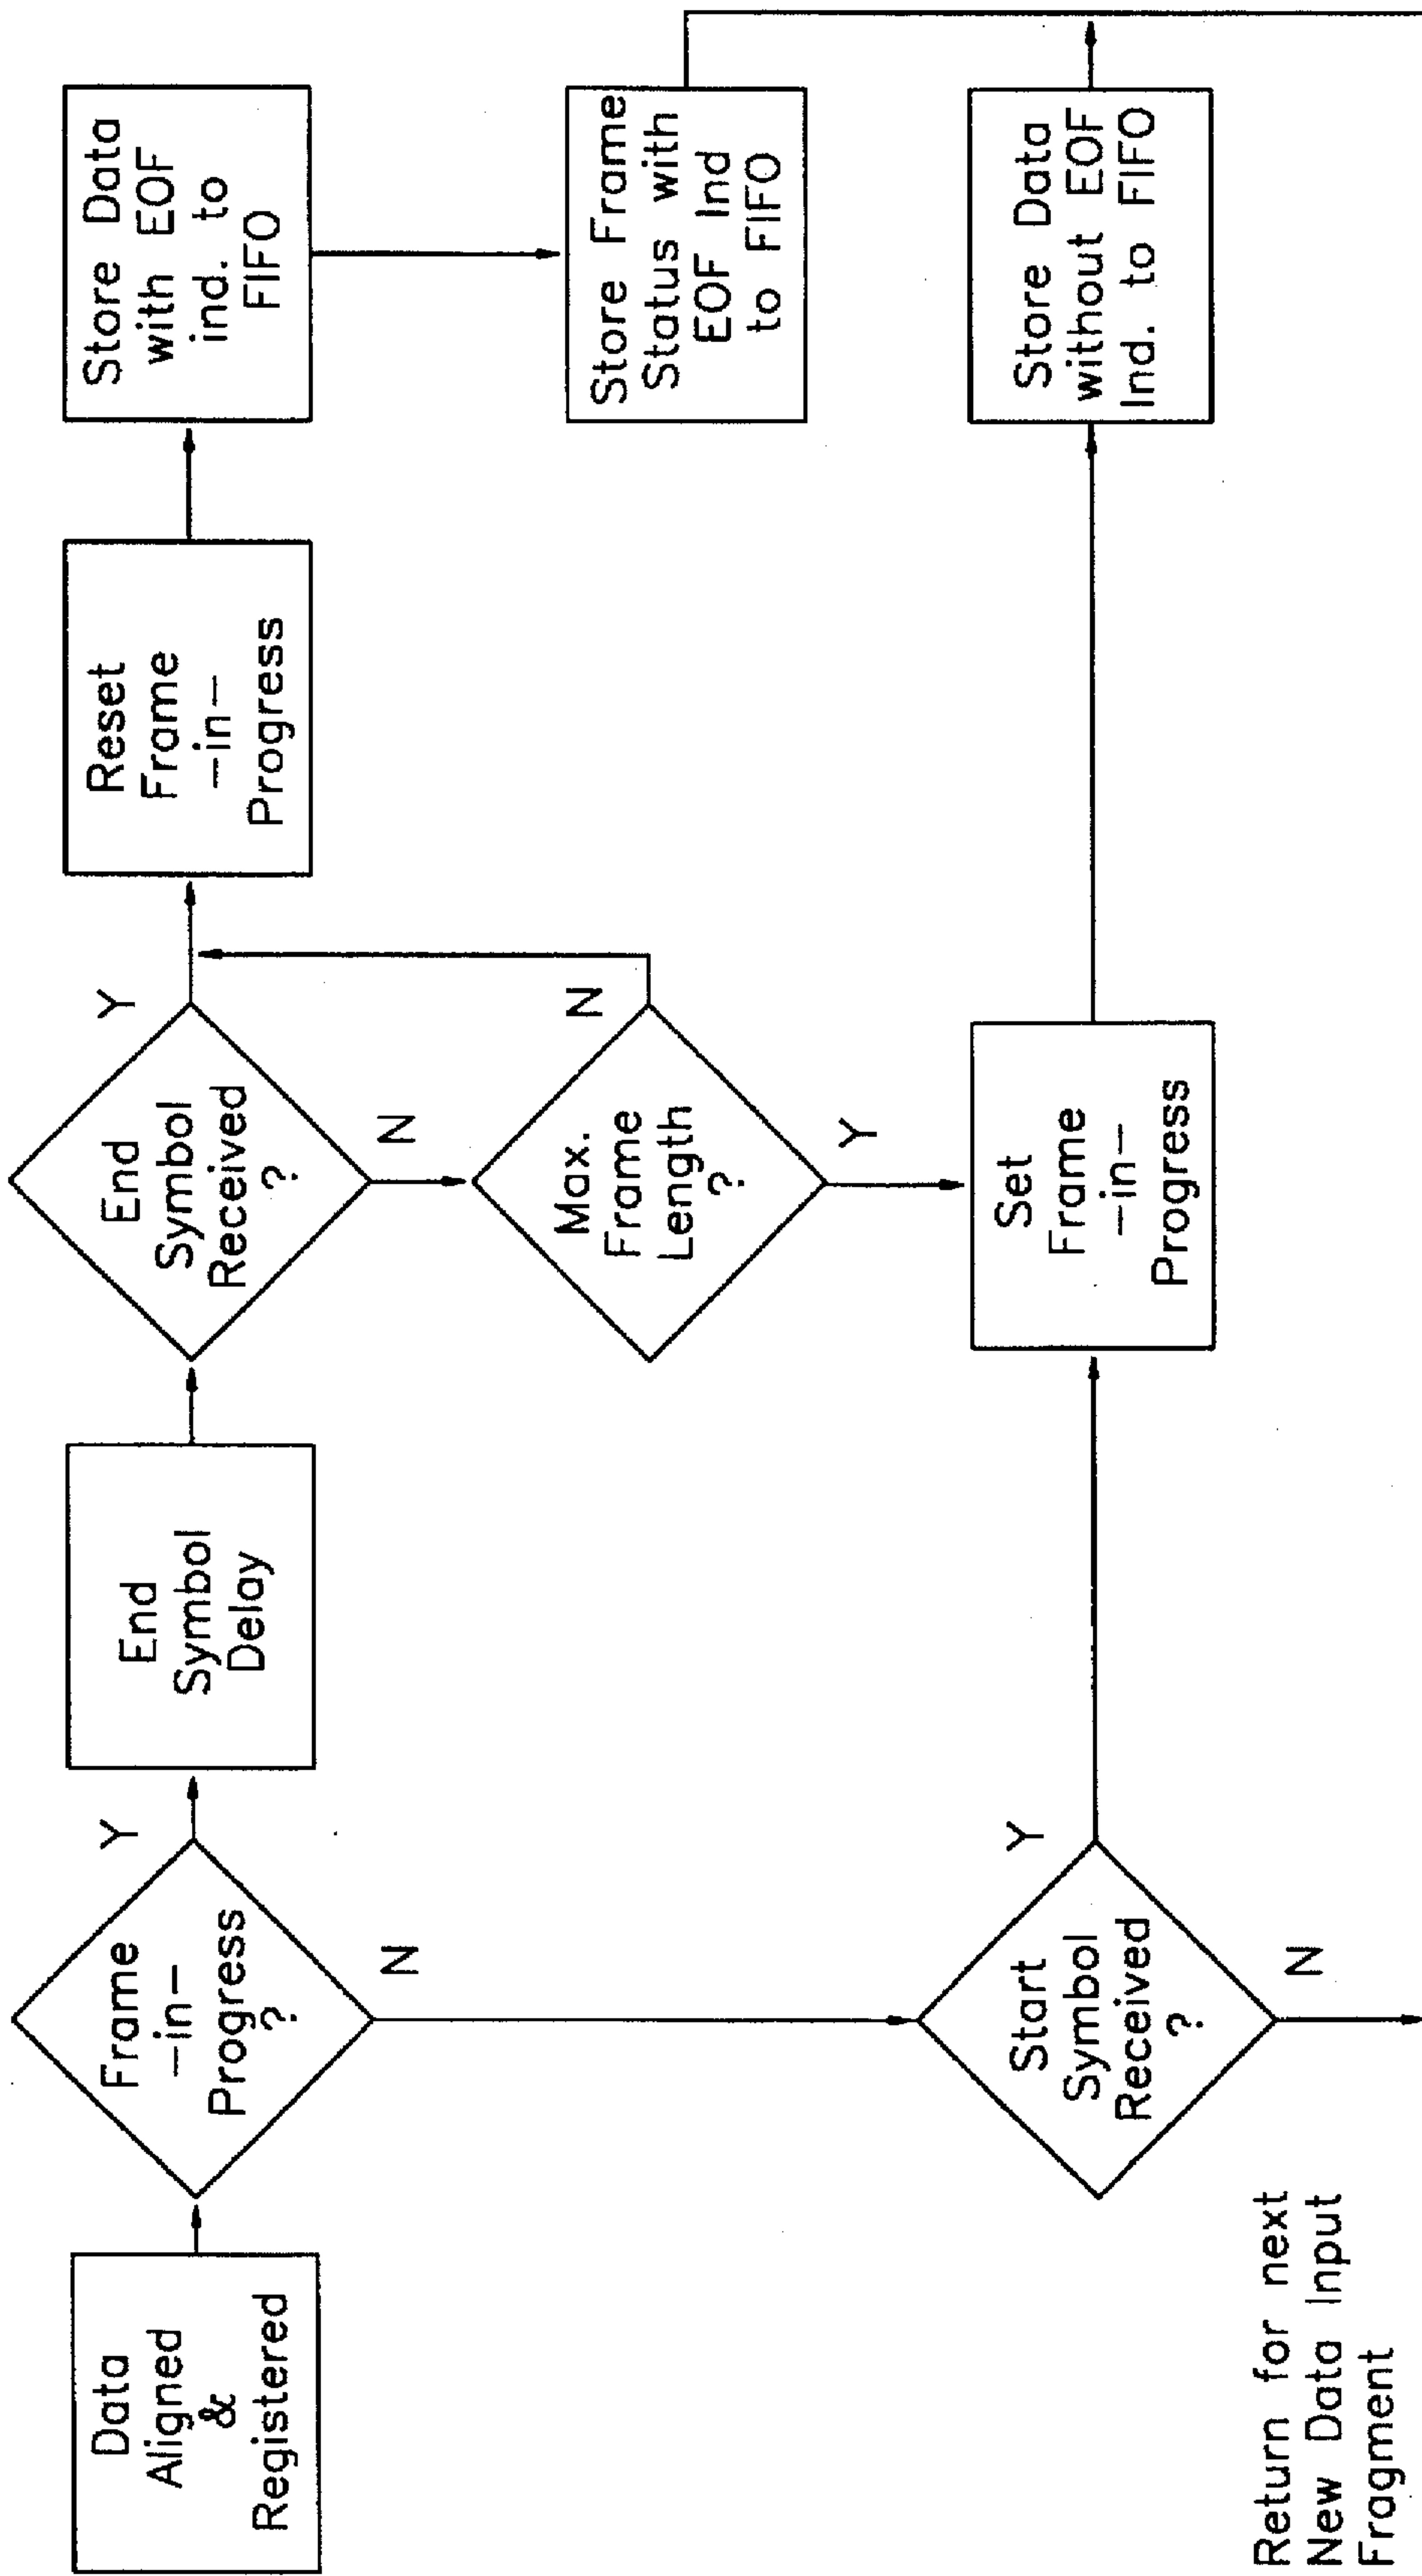 Data
Aligned
&
Registered
Frame
-in-
Progress
?
Y
N
End
Symbol
Delay
End
Symbol
Received
?
Y
N
Reset
Frame
-in-
Progress
Store Data
with EOF
ind. to
FIFO
Max.
Frame
Length
?
N
Y
Store Frame
Status with
EOF Ind
to FIFO
Start
Symbol
Received
?
Y
N
Set
Frame
-in-
Progress
Store Data
without EOF
Ind. to FIFO
Return for next
New Data Input
Fragment